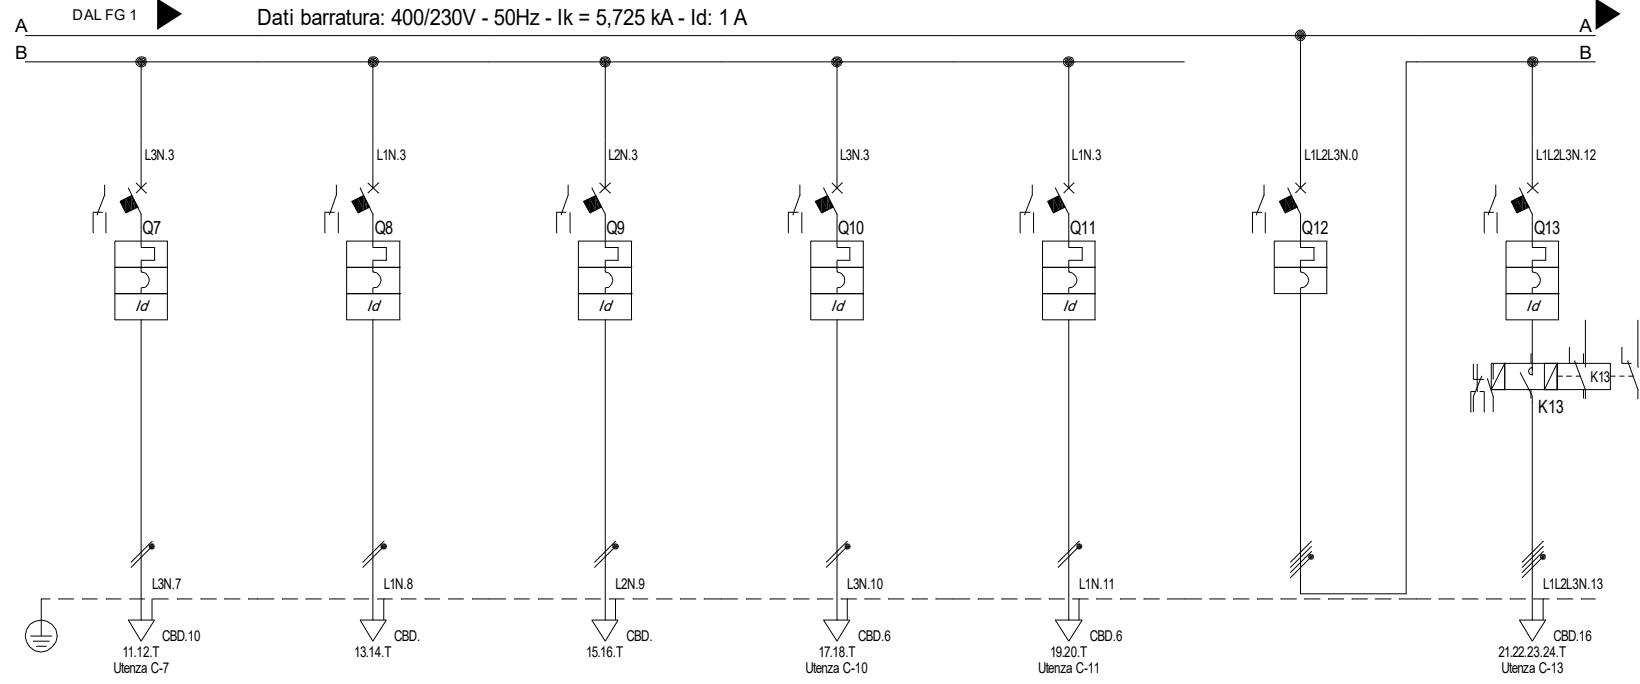 DAL FG 1
Dati barratura: 400/230V - 50Hz - Ik = 5,725 kA - Id: 1 A
A A
B B
L3N.3 L1N.3 L2N.3 L3N.3 L1N.3 L1L2L3N.0 L1L2L3N.12
Q7 Q8 Q9 Q10 Q11 Q12 Q13
Id Id Id Id Id Id
K13
K13
L3N.7 L1N.8 L2N.9 L3N.10 L1N.11 L1L2L3N.13
CBD.10 CBD. CBD. CBD.6 CBD.6 CBD.16
11.12.T 13.14.T 15.16.T 17.18.T 19.20.T 21.22.23.24.T
Utenza C-7 Utenza C-10 Utenza C-11 Utenza C-13